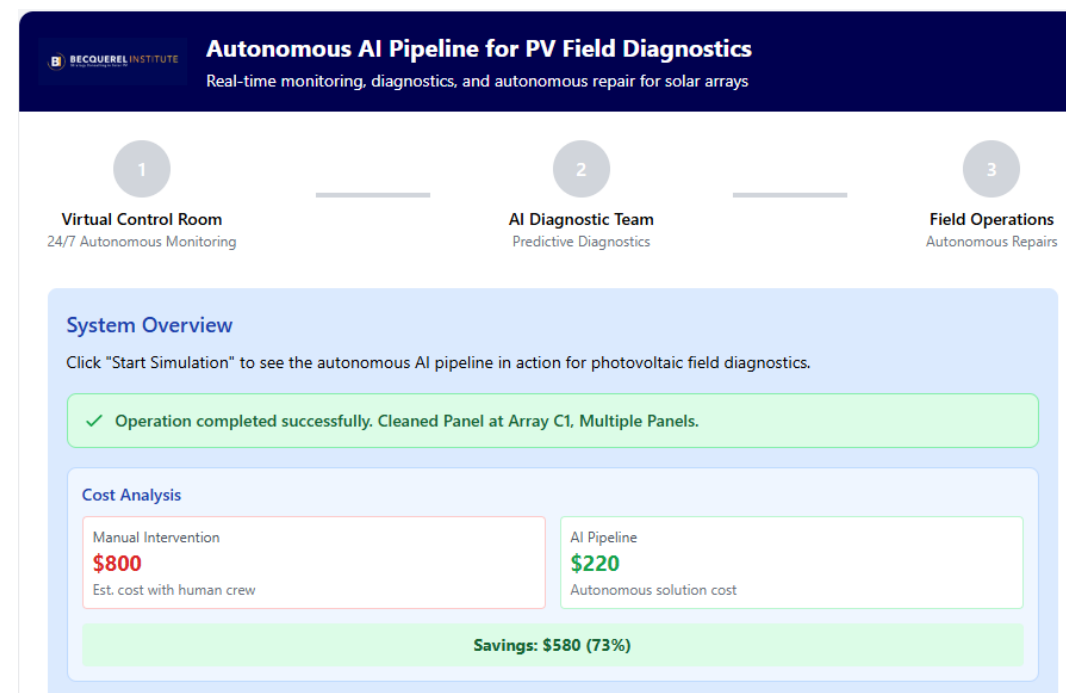 BECQUEREL INSTITUTE
Autonomous AI Pipeline for PV Field Diagnostics
Real-time monitoring, diagnostics, and autonomous repair for solar arrays
1
2
3
Virtual Control Room
AI Diagnostic Team
Field Operations
24/7 Autonomous Monitoring
Predictive Diagnostics
Autonomous Repairs
System Overview
Click "Start Simulation" to see the autonomous AI pipeline in action for photovoltaic field diagnostics.
Operation completed successfully. Cleaned Panel at Array C1, Multiple Panels.
Cost Analysis
Manual Intervention
$800
Est. cost with human crew
AI Pipeline
$220
Autonomous solution cost
Savings: $580 (73%)